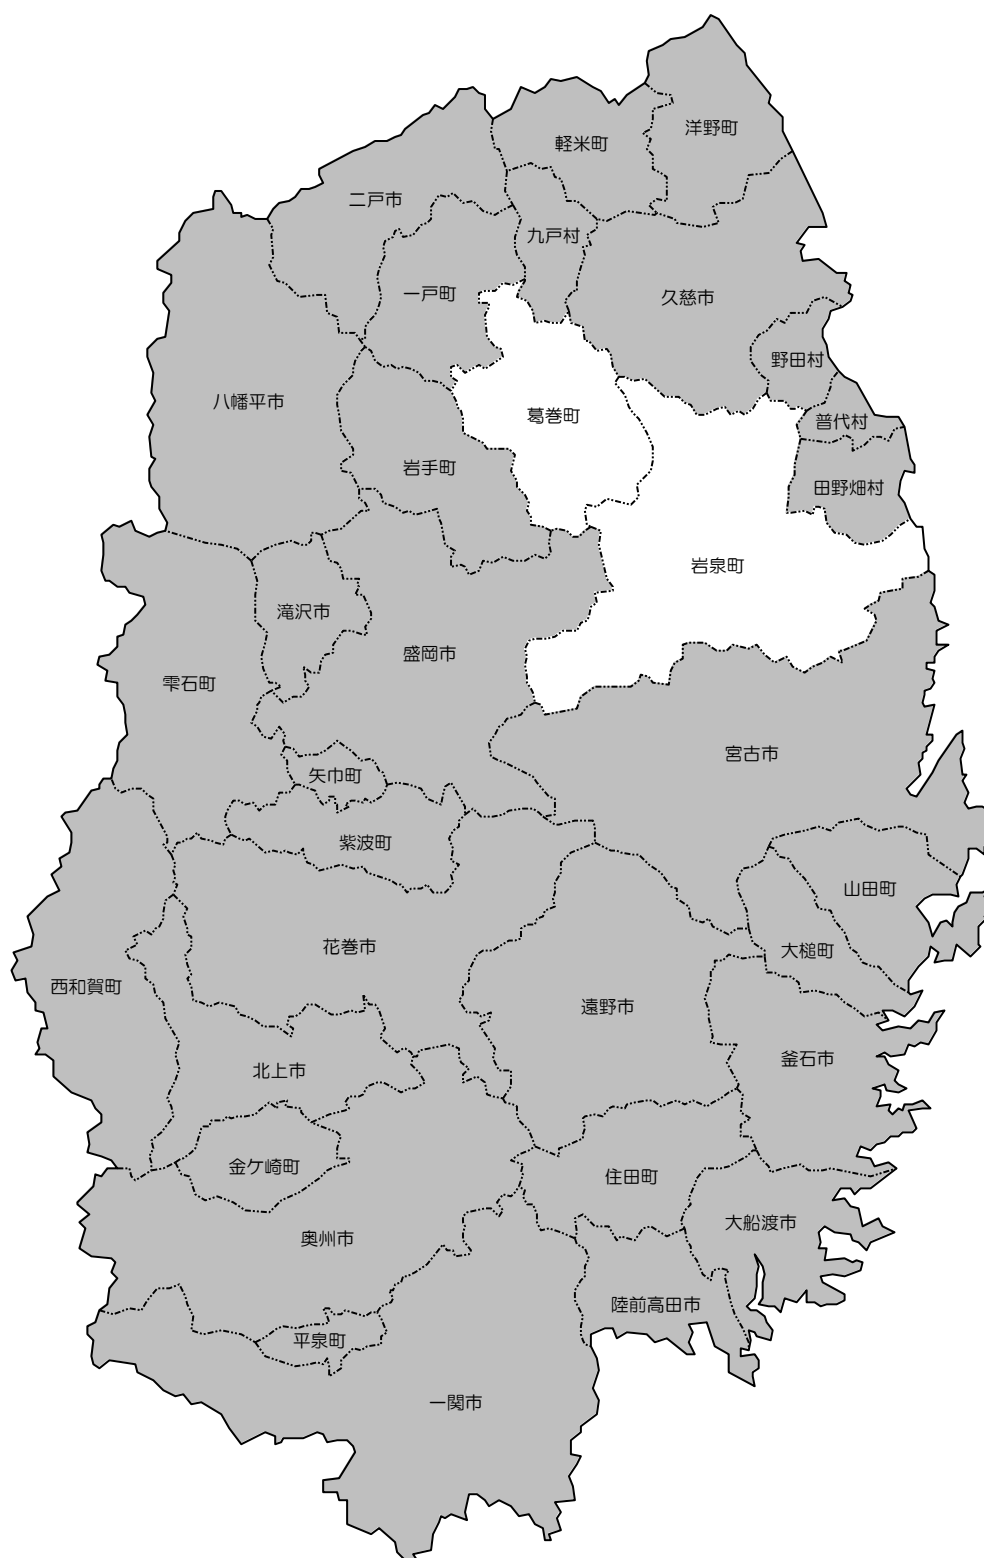 洋野町
軽米町
二戸市
九戸村
一戸町
久慈市
野田村
八幡平市
葛巻町
普代村
岩手町
田野畑村
岩泉町
滝沢市
盛岡市
雫石町
宮古市
矢巾町
紫波町
山田町
花巻市
大槌町
西和賀町
遠野市
釜石市
北上市
金ケ崎町
住田町
大船渡市
奥州市
陸前高田市
平泉町
一関市